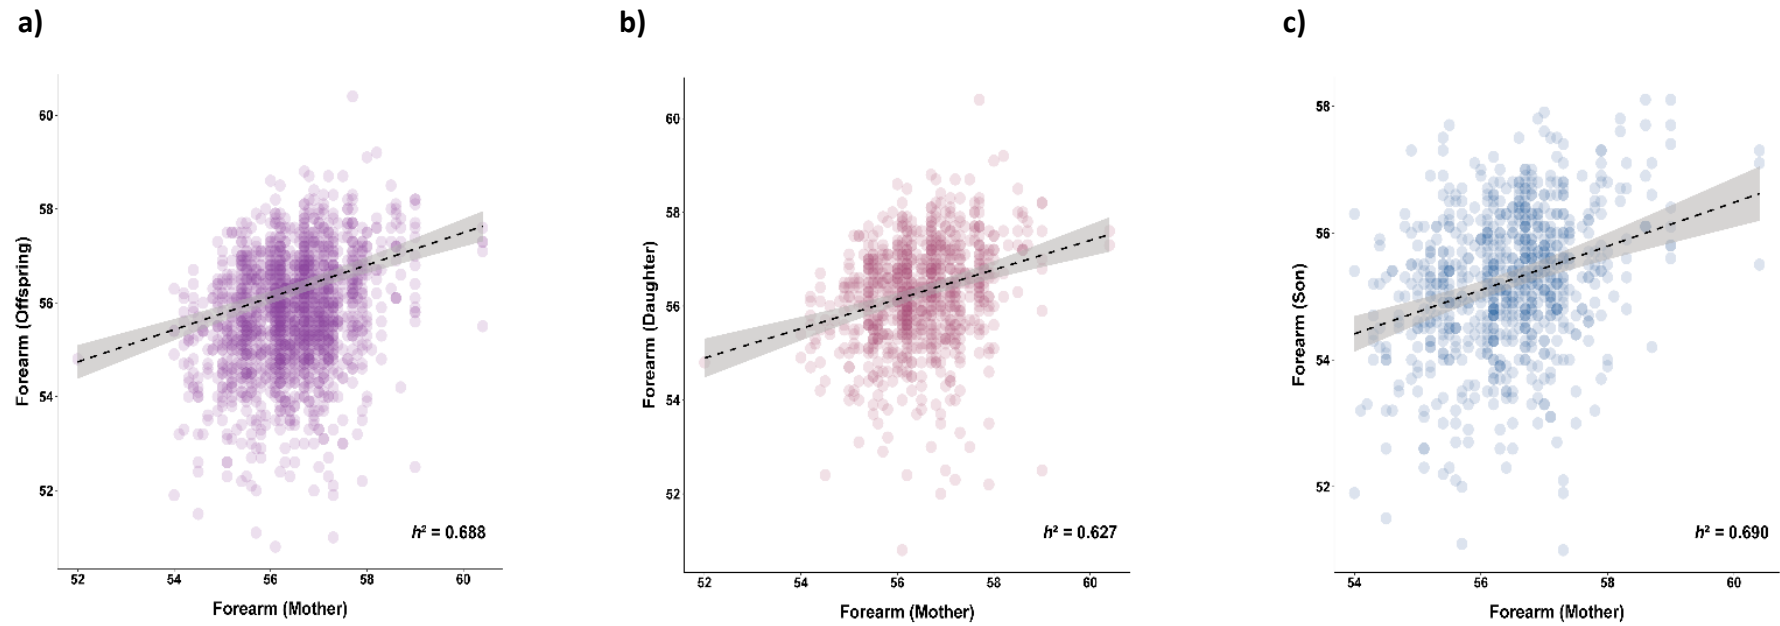 a)
60
58
56
54
52
Forearm (Offspring)
h² = 0.688
52 54 56 58 60
Forearm (Mother)
b)
60
58
56
54
52
Forearm (Daughter)
h² = 0.627
52 54 56 58 60
Forearm (Mother)
c)
58
56
54
52
Forearm (Son)
h² = 0.690
54 56 58 60
Forearm (Mother)